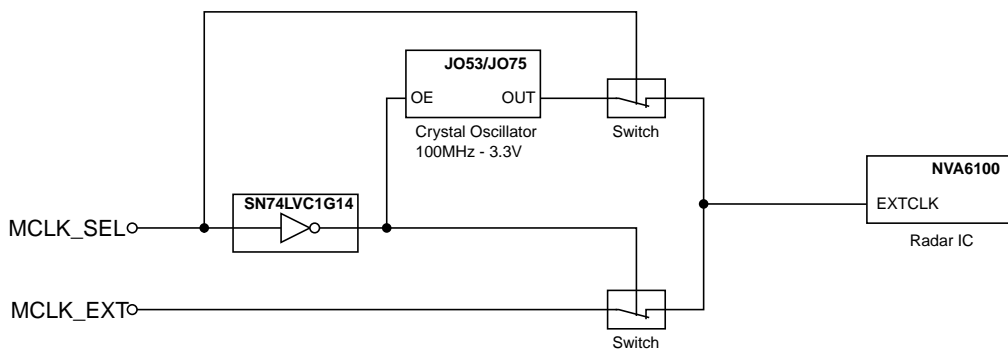 JO53/JO75
OE OUT
Crystal Oscillator
100MHz - 3.3V
Switch
NVA6100
EXTCLK
Radar IC
SN74LVC1G14
MCLK_SEL
MCLK_EXT
Switch